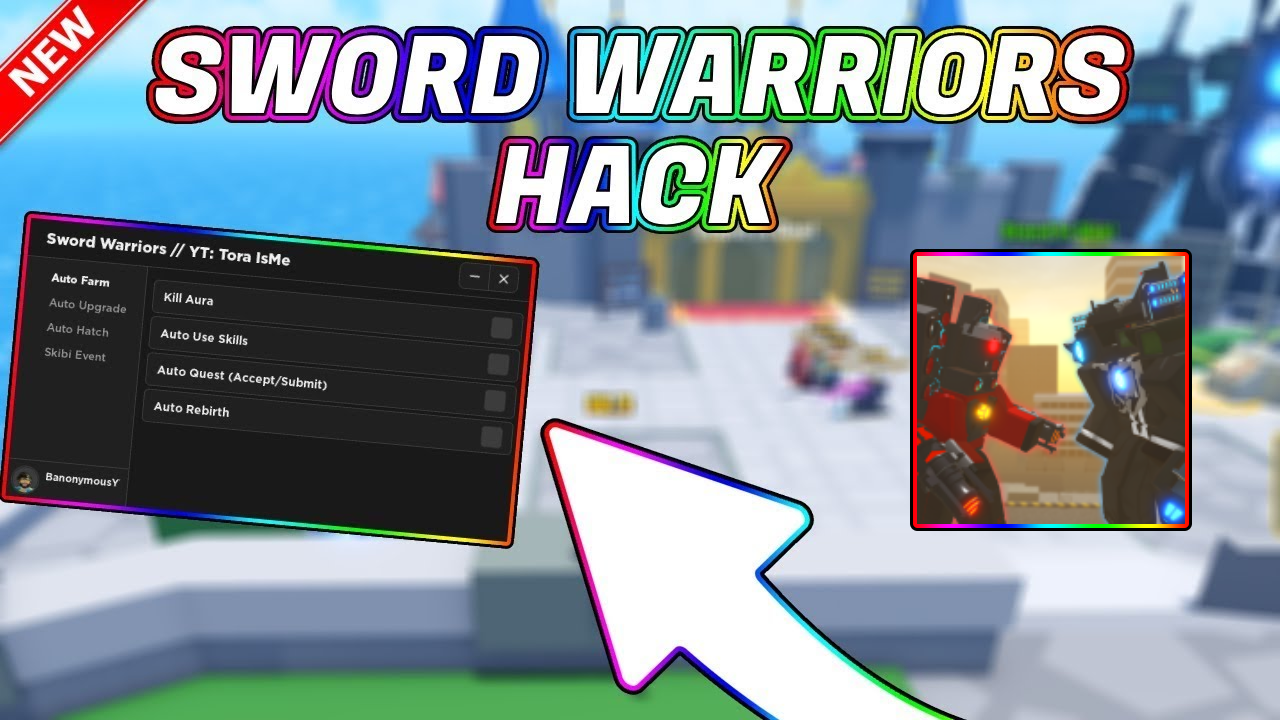 NEW
SWORD WARRIORS
HACK
Sword Warriors // YT: Tora IsMe
Auto Farm
Auto Upgrade
Auto Hatch
Skibi Event
Kill Aura
Auto Use Skills
Auto Quest (Accept/Submit)
Auto Rebirth
BanonymousY